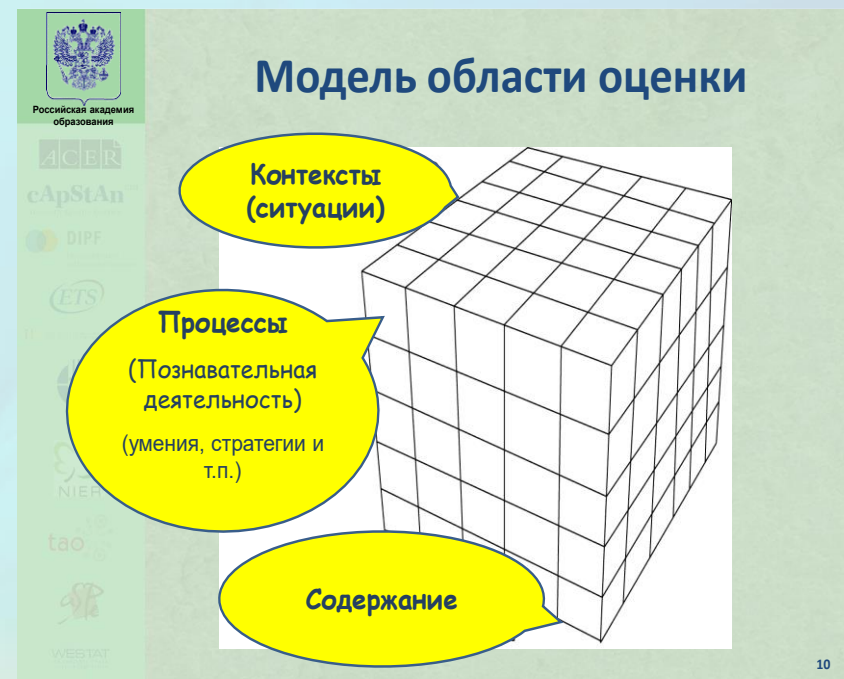 Российская академия
образования
Модель области оценки
ACER
cApStAn
DIPF
ETS
NIER
tao
WESTAT
Контексты
(ситуации)
Процессы
(Познавательная
деятельность)
(умения, стратегии и
т.п.)
Содержание
10